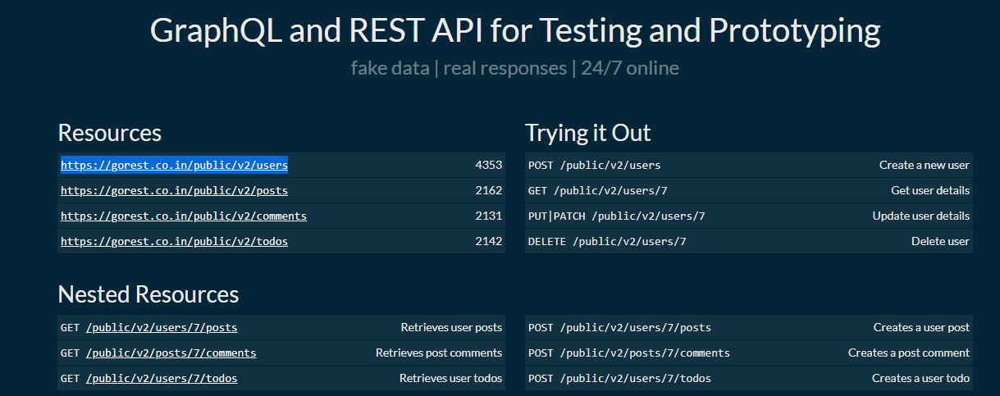 GraphQL and REST API for Testing and Prototyping
fake data | real responses | 24/7 online
Resources
https://gorest.co.in/public/v2/users 4353
https://gorest.co.in/public/v2/posts 2162
https://gorest.co.in/public/v2/comments 2131
https://gorest.co.in/public/v2/todos 2142
Trying it Out
POST /public/v2/users Create a new user
GET /public/v2/users/7 Get user details
PUT|PATCH /public/v2/users/7 Update user details
DELETE /public/v2/users/7 Delete user
Nested Resources
GET /public/v2/users/7/posts Retrieves user posts
GET /public/v2/posts/7/comments Retrieves post comments
GET /public/v2/users/7/todos Retrieves user todos
POST /public/v2/users/7/posts Creates a user post
POST /public/v2/posts/7/comments Creates a post comment
POST /public/v2/users/7/todos Creates a user todo